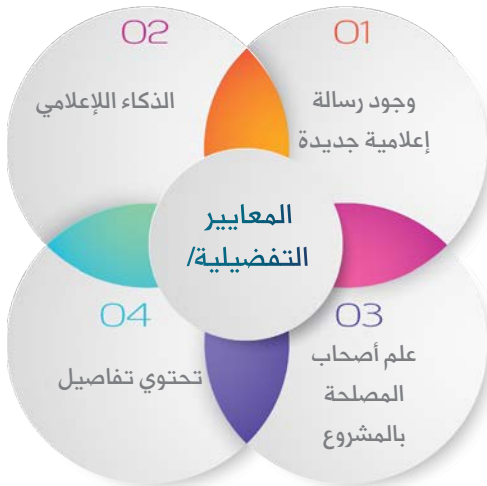 المعايير
التفضيلية/
01
وجود رسالة
إعلامية جديدة
02
الذكاء اللإعلامي
03
علم أصحاب
المصلحة
بالمشروع
04
تحتوي تفاصيل